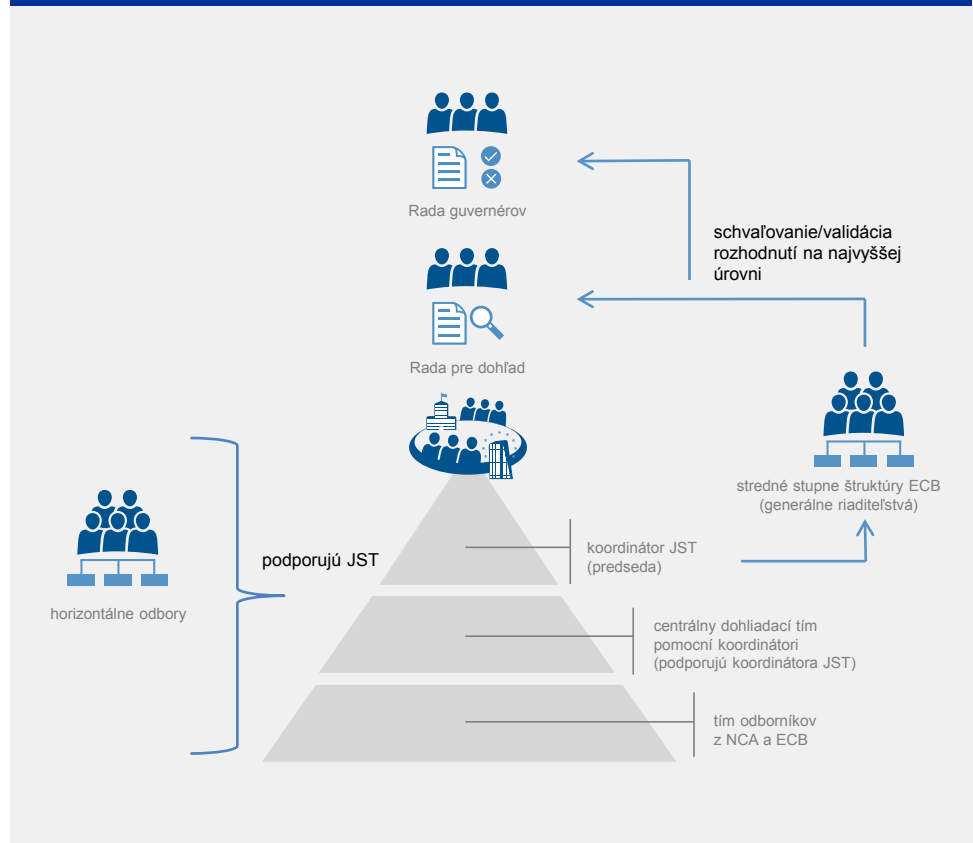 Rada guvernérov
schvaľovanie/validácia
rozhodnutí na najvyššej
úrovni
Rada pre dohľad
stredné stupne štruktúry ECB
(generálne riaditeľstvá)
koordinátor JST
(predseda)
podporujú JST
horizontálne odbory
centrálny dohliadací tím
pomocní koordinátori
(podporujú koordinátora JST)
tím odborníkov
z NCA a ECB